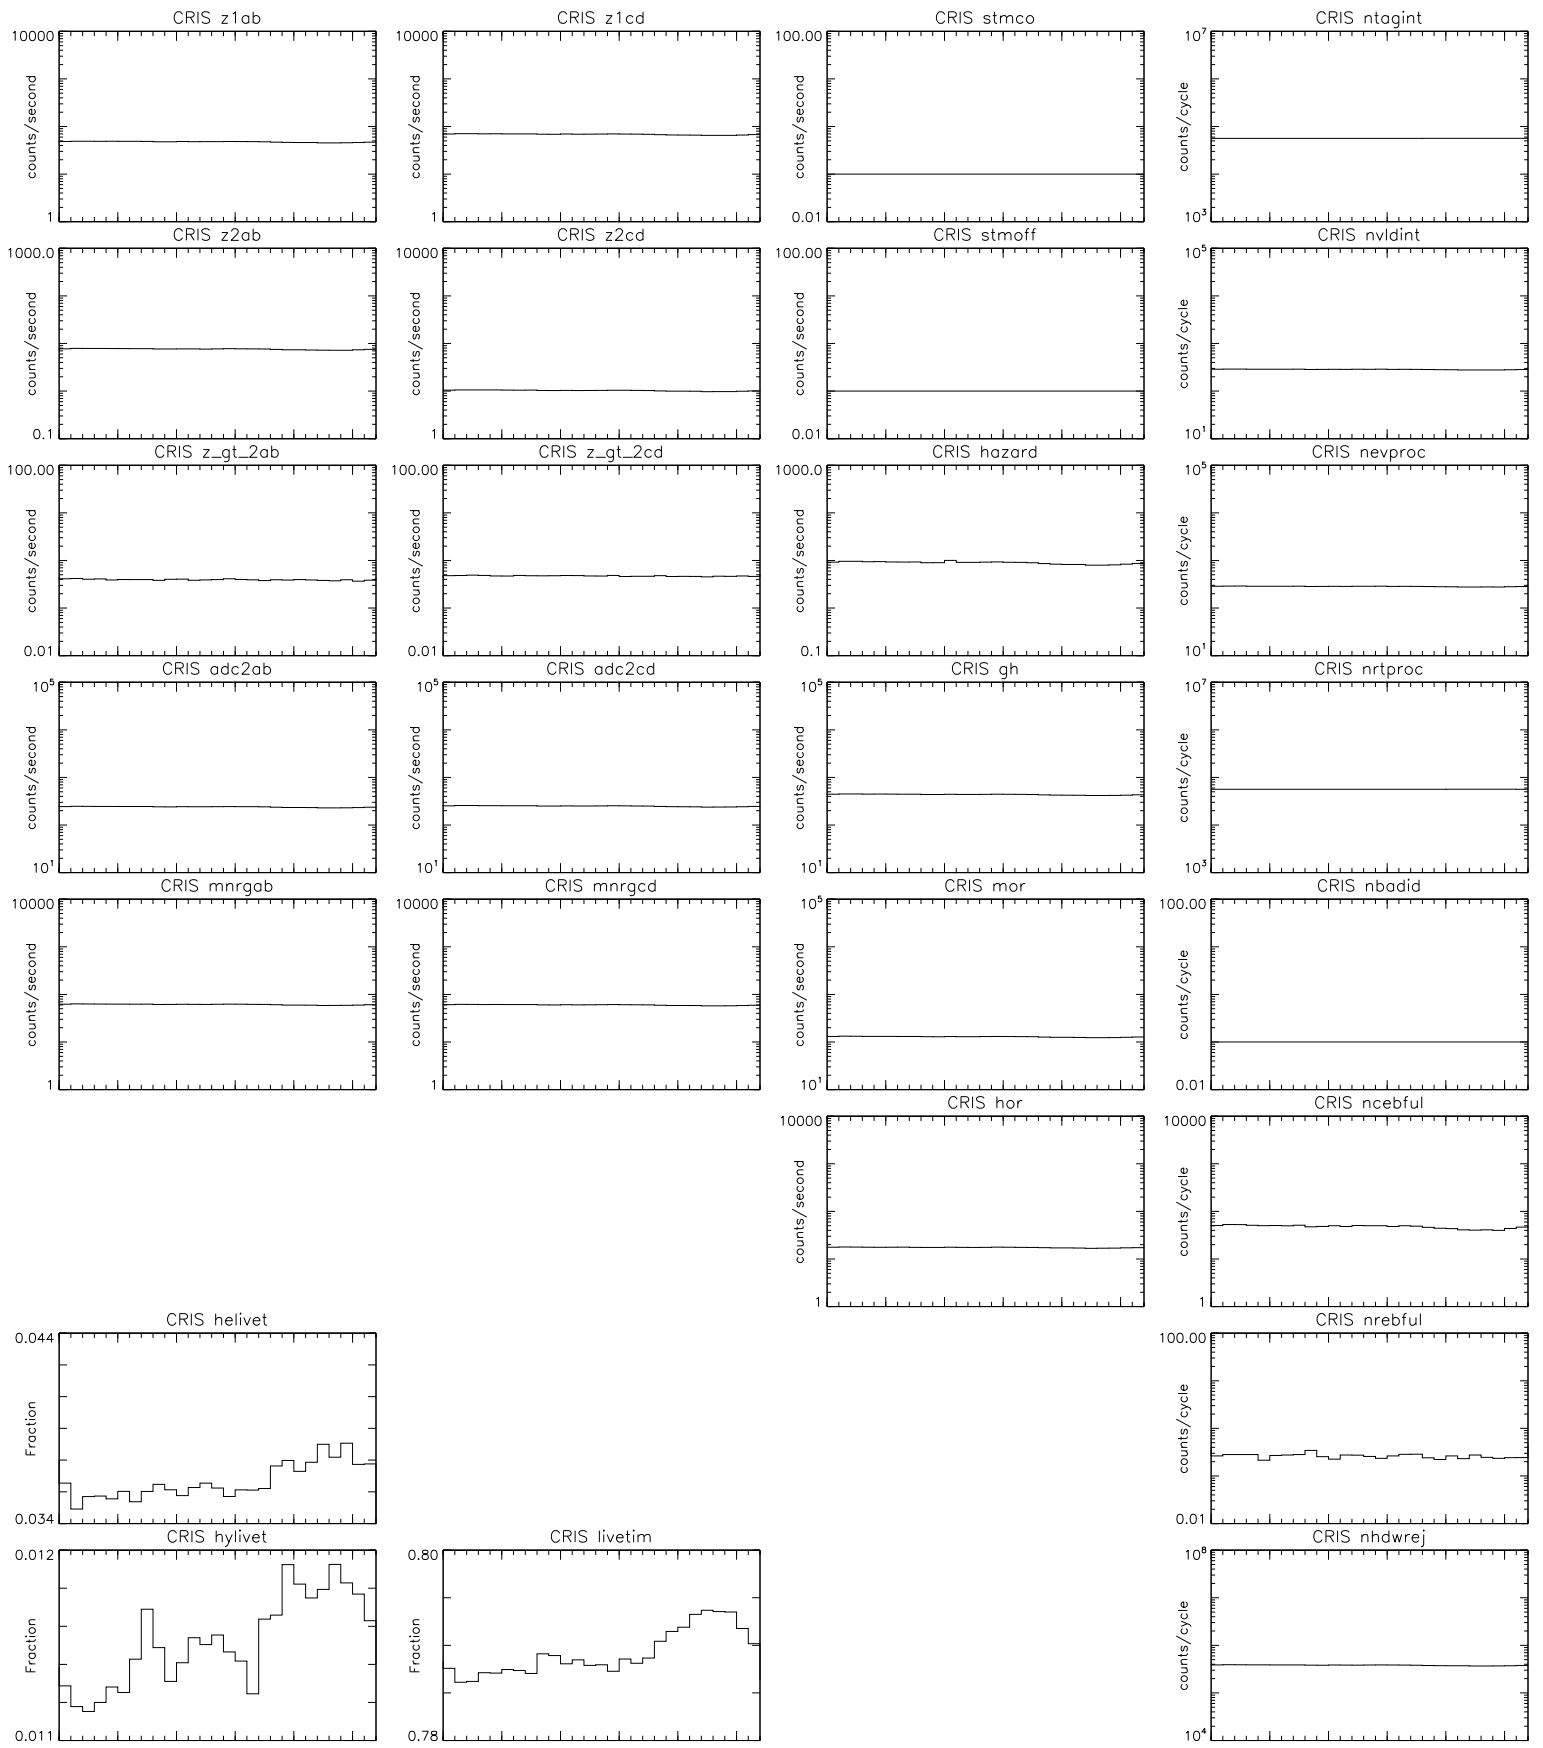 CRIS z1ab
10000
counts/second
1
CRIS z1cd
10000
counts/second
1
CRIS stmco
100.00
counts/second
0.01
CRIS ntagint
10⁷
counts/cycle
10³
CRIS z2ab
1000.0
counts/second
0.1
CRIS z2cd
10000
counts/second
1
CRIS stmoff
100.00
counts/second
0.01
CRIS nvldint
10⁵
counts/cycle
10¹
CRIS z_gt_2ab
100.00
counts/second
0.01
CRIS z_gt_2cd
100.00
counts/second
0.01
CRIS hazard
1000.0
counts/second
0.1
CRIS nevproc
10⁵
counts/cycle
10¹
CRIS adc2ab
10⁵
counts/second
10¹
CRIS adc2cd
10⁵
counts/second
10¹
CRIS gh
10⁵
counts/second
10¹
CRIS nrtproc
10⁷
counts/cycle
10³
CRIS mnrgab
10000
counts/second
1
CRIS mnrgcd
10000
counts/second
1
CRIS mor
10⁵
counts/second
10¹
CRIS nbadid
100.00
counts/cycle
0.01
CRIS hor
10000
counts/second
1
CRIS ncebful
10000
counts/cycle
1
CRIS helivet
0.044
Fraction
0.034
CRIS nrebful
100.00
counts/cycle
0.01
CRIS hylivet
0.012
Fraction
0.011
CRIS livetim
0.80
Fraction
0.78
CRIS nhdwrej
10⁸
counts/cycle
10⁴